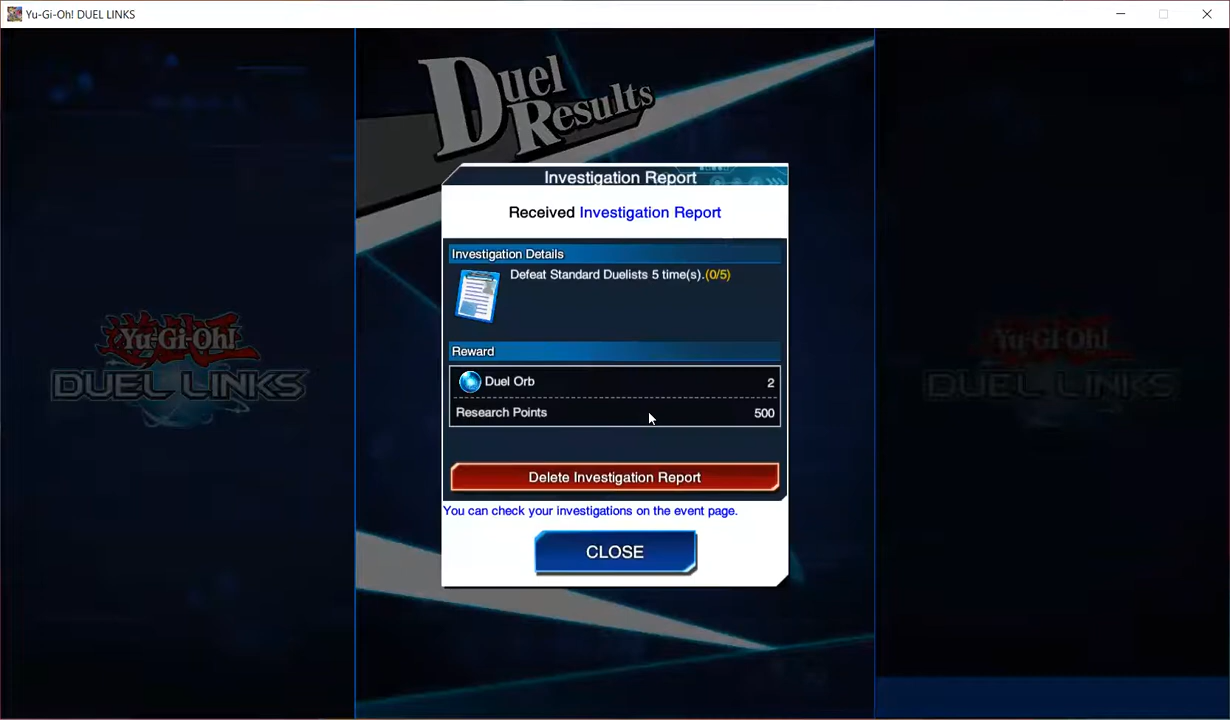 Yu-Gi-Oh! DUEL LINKS
Duel
Results
Investigation Report
Received Investigation Report
Investigation Details
Defeat Standard Duelists 5 time(s).(0/5)
Reward
Duel Orb 2
Research Points 500
Delete Investigation Report
You can check your investigations on the event page.
CLOSE
Yu-Gi-Oh!
DUEL LINKS
Yu-Gi-Oh!
DUEL LINKS